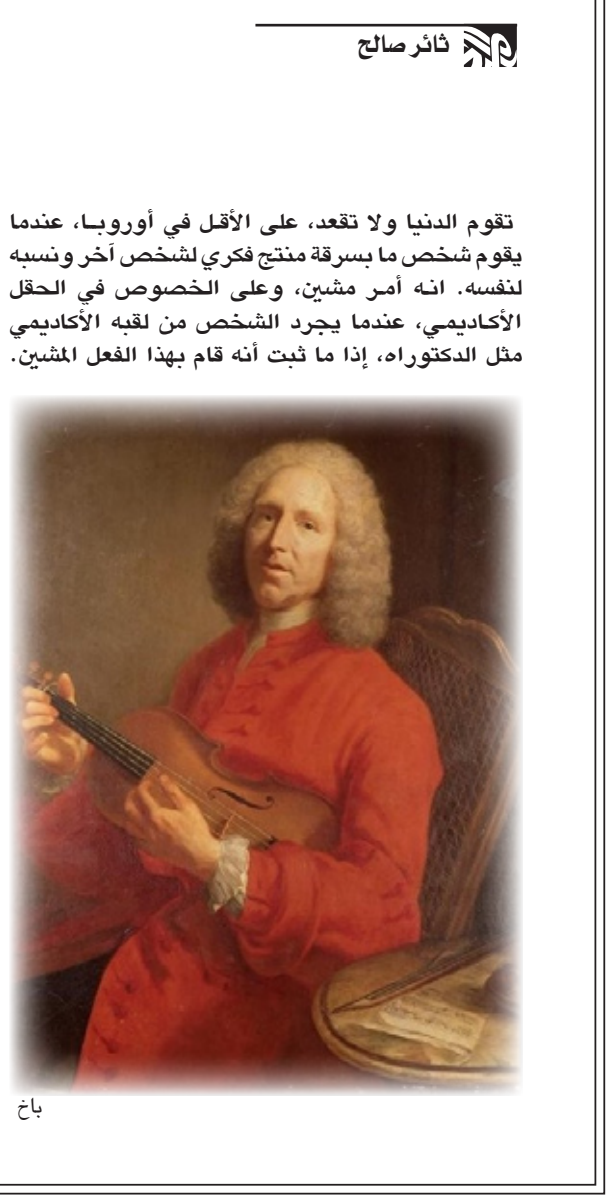 ثائر صالح
تقوم الدنيا ولا تقعد، على الأقل في أوروبا، عندما
يقوم شخص ما بسرقة منتج فكري لشخص آخر ونسبه
لنفسه. انه أمر مشين، وعلى الخصوص في الحقل
الأكاديمي، عندما يجرد الشخص من لقبه الأكاديمي
مثل الدكتوراه، إذا ما ثبت أنه قام بهذا الفعل المشين.
باخ